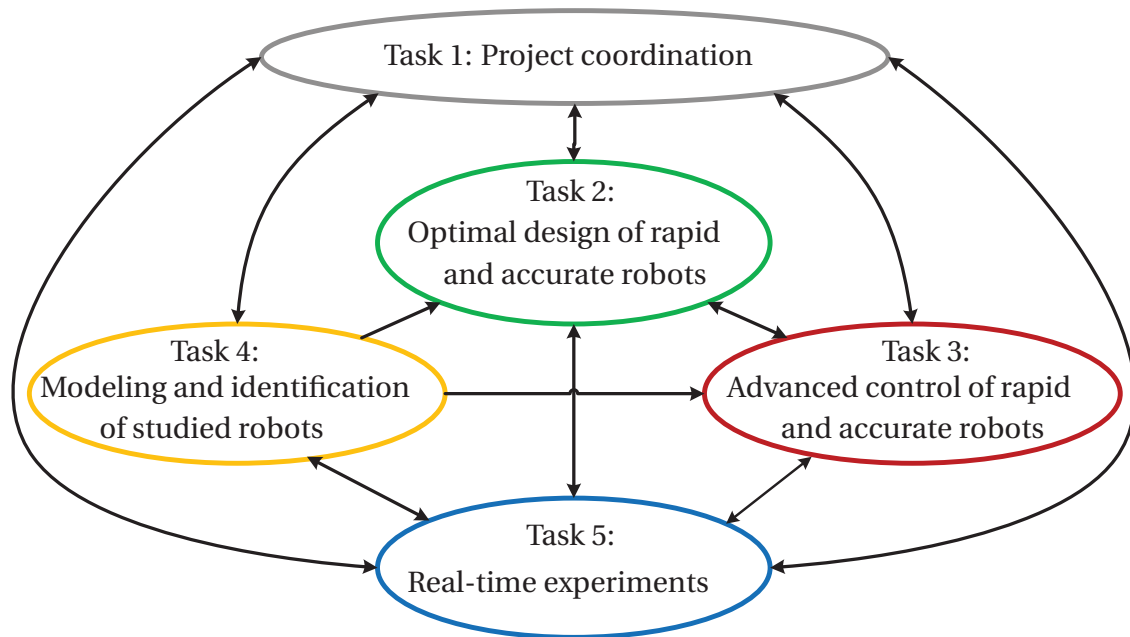 Task 1: Project coordination
Task 2:
Optimal design of rapid
and accurate robots
Task 4:
Modeling and identification
of studied robots
Task 3:
Advanced control of rapid
and accurate robots
Task 5:
Real-time experiments